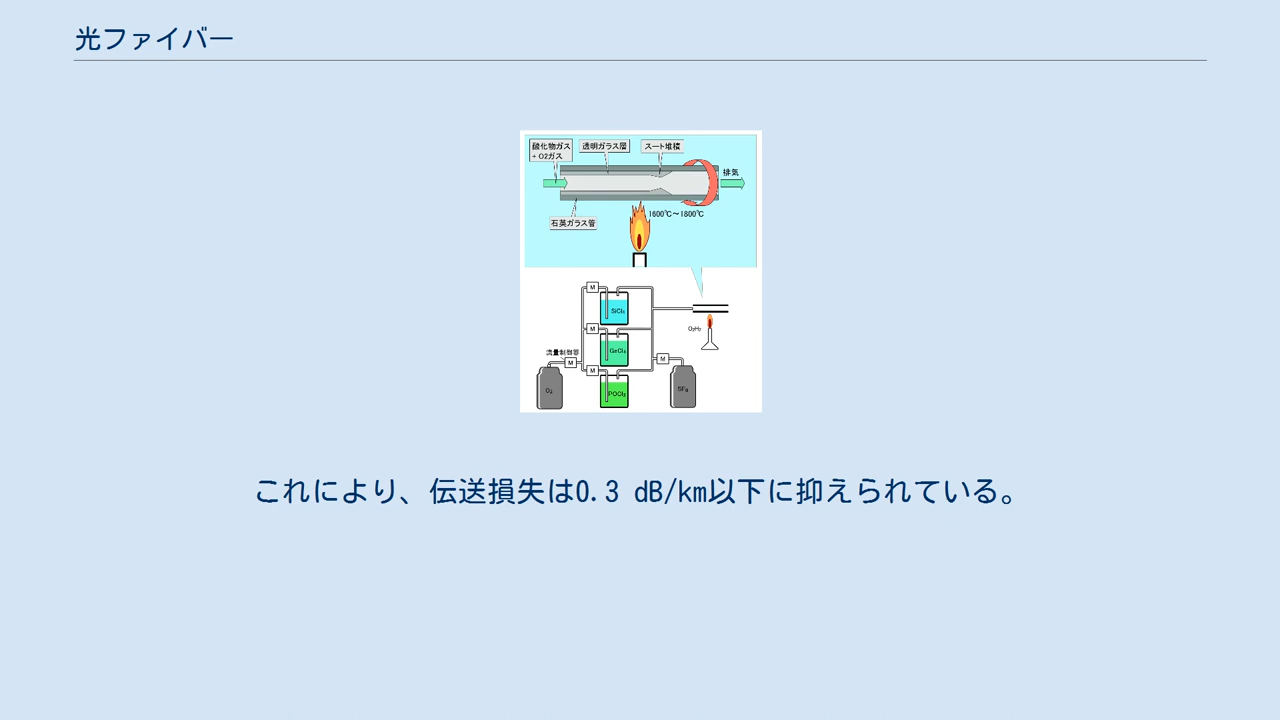 光ファイバー
酸化物ガス
+ O2ガス
透明ガラス層
スート堆積
排気
石英ガラス管
1600℃～1800℃
M
SiCl₄
M
GeCl₄
O₂H₂
流量制御器
M
M
M
O₂
POCl₃
SF₆
これにより、伝送損失は0.3 dB/km以下に抑えられている。